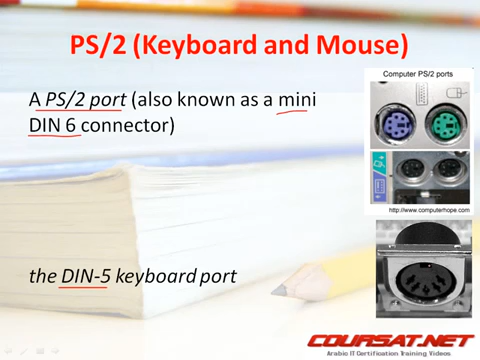 PS/2 (Keyboard and Mouse)
Computer PS/2 ports
A PS/2 port (also known as a mini
DIN 6 connector)
http://www.computerhope.com
the DIN-5 keyboard port
COURSAT.NET
Arabic IT Certification Training Videos